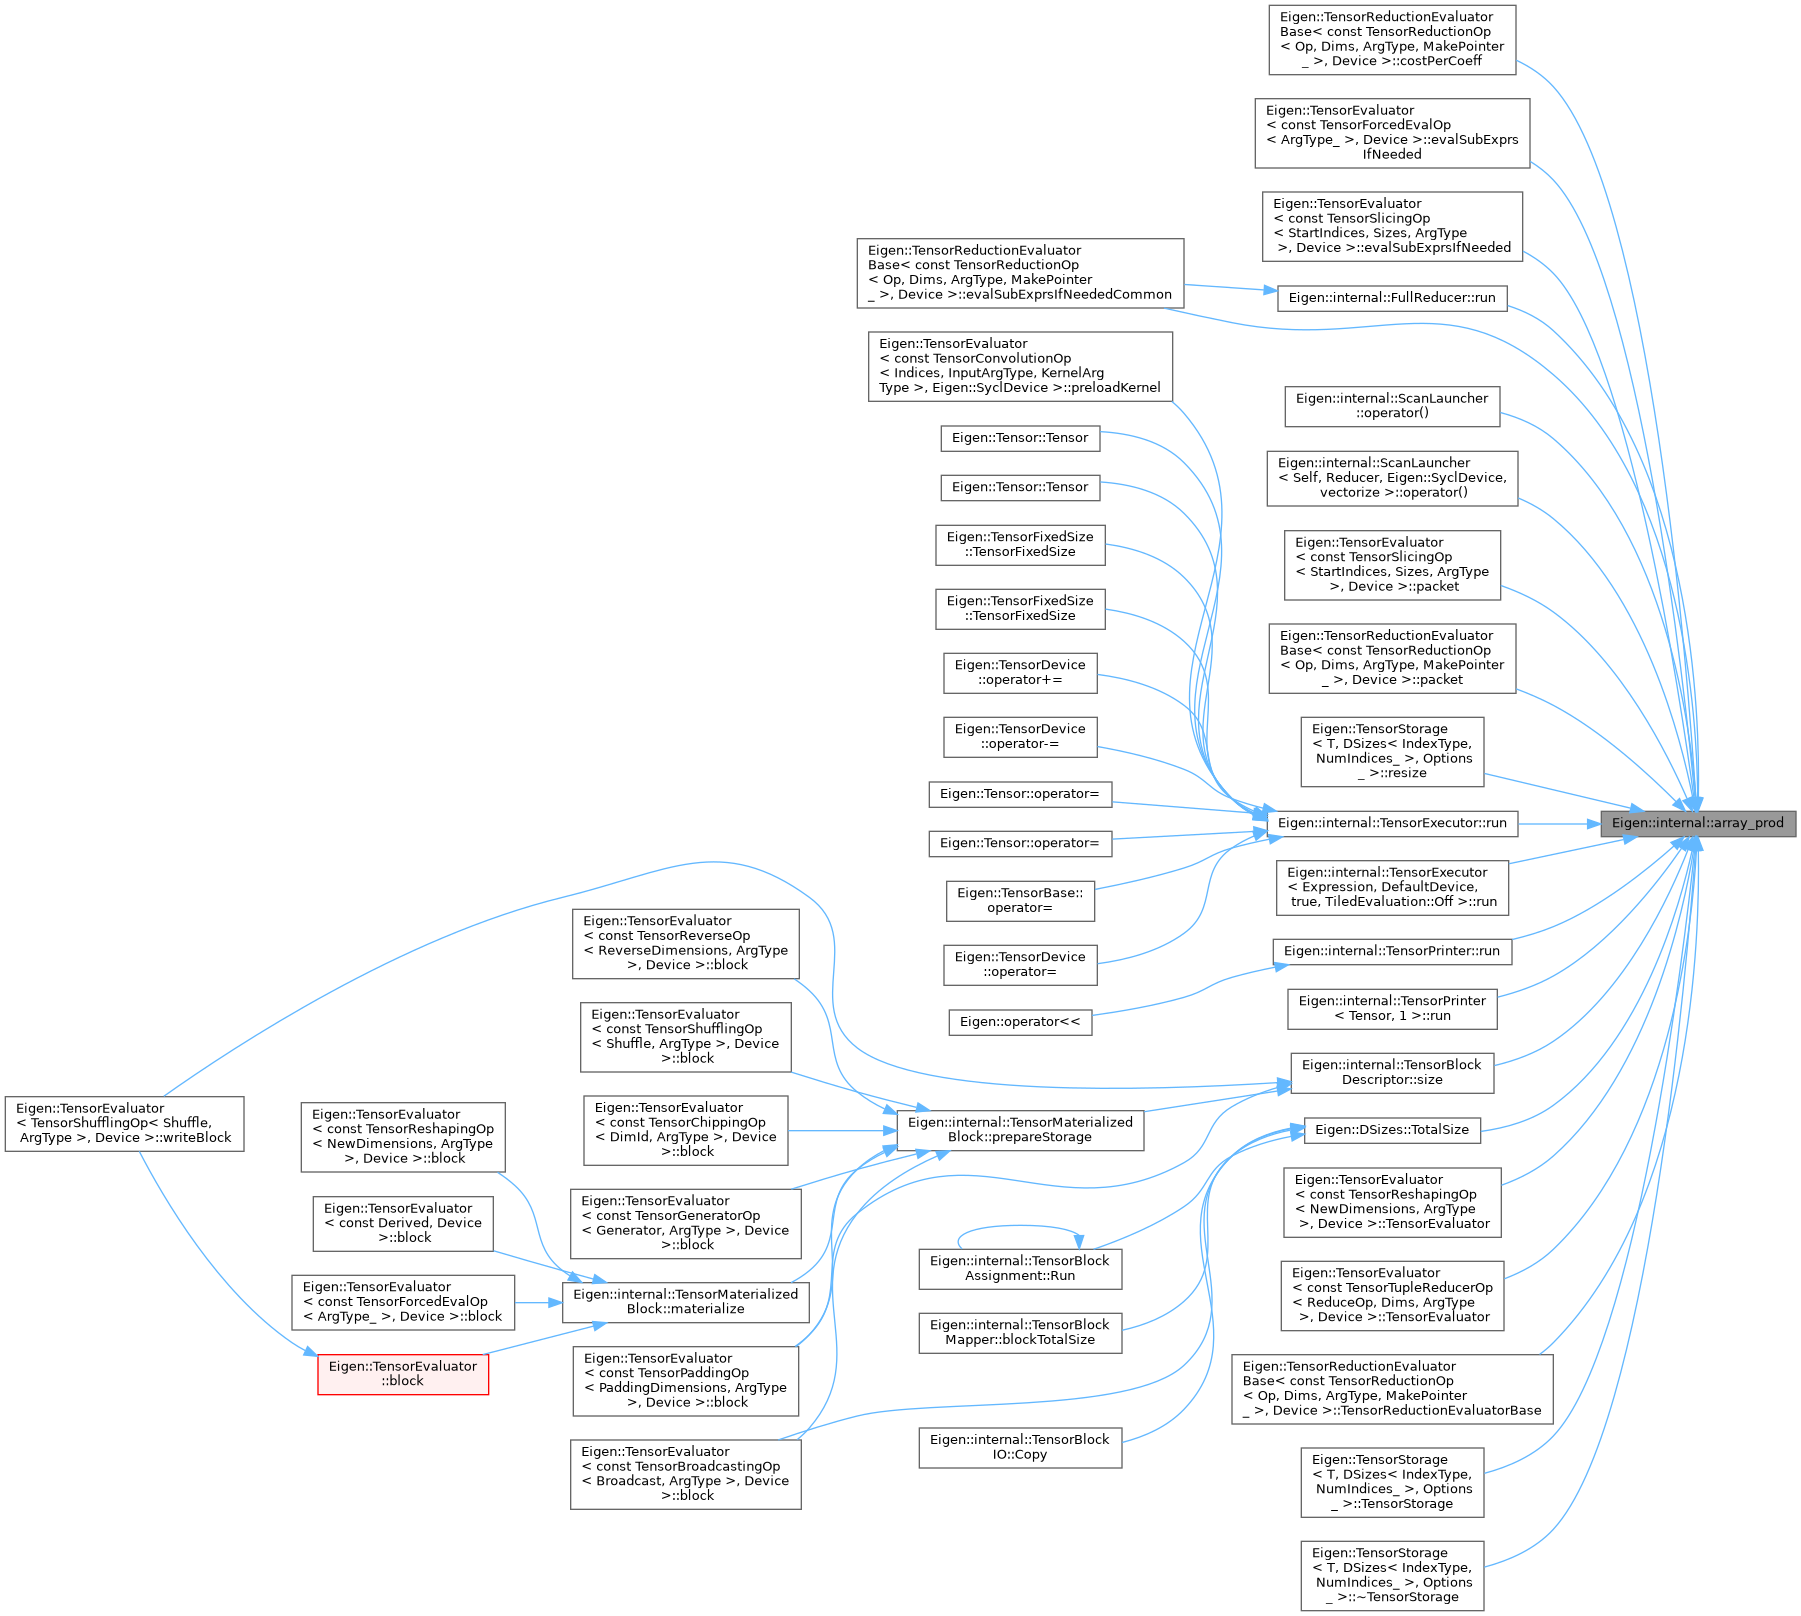 Eigen::TensorReductionEvaluator
Base< const TensorReductionOp
< Op, Dims, ArgType, MakePointer
_ >, Device >::costPerCoeff
Eigen::TensorEvaluator
< const TensorForcedEvalOp
< ArgType_ >, Device >::evalSubExprs
IfNeeded
Eigen::TensorEvaluator
< const TensorSlicingOp
< StartIndices, Sizes, ArgType
>, Device >::evalSubExprsIfNeeded
Eigen::TensorReductionEvaluator
Base< const TensorReductionOp
< Op, Dims, ArgType, MakePointer
_ >, Device >::evalSubExprsIfNeededCommon
Eigen::internal::FullReducer::run
Eigen::TensorEvaluator
< const TensorConvolutionOp
< Indices, InputArgType, KernelArg
Type >, Eigen::SyclDevice >::preloadKernel
Eigen::internal::ScanLauncher
::operator()
Eigen::Tensor::Tensor
Eigen::internal::ScanLauncher
< Self, Reducer, Eigen::SyclDevice,
vectorize >::operator()
Eigen::Tensor::Tensor
Eigen::TensorFixedSize
::TensorFixedSize
Eigen::TensorEvaluator
< const TensorSlicingOp
< StartIndices, Sizes, ArgType
>, Device >::packet
Eigen::TensorFixedSize
::TensorFixedSize
Eigen::TensorReductionEvaluator
Base< const TensorReductionOp
< Op, Dims, ArgType, MakePointer
_ >, Device >::packet
Eigen::TensorDevice
::operator+=
Eigen::TensorDevice
::operator-=
Eigen::TensorStorage
< T, DSizes< IndexType,
NumIndices_ >, Options
_ >::resize
Eigen::Tensor::operator=
Eigen::internal::TensorExecutor::run
Eigen::internal::array_prod
Eigen::Tensor::operator=
Eigen::internal::TensorExecutor
< Expression, DefaultDevice,
true, TiledEvaluation::Off >::run
Eigen::TensorBase::
operator=
Eigen::TensorEvaluator
< const TensorReverseOp
< ReverseDimensions, ArgType
>, Device >::block
Eigen::TensorDevice
::operator=
Eigen::internal::TensorPrinter::run
Eigen::TensorEvaluator
< const TensorShufflingOp
< Shuffle, ArgType >, Device
>::block
Eigen::operator<<
Eigen::internal::TensorPrinter
< Tensor, 1 >::run
Eigen::internal::TensorBlock
Descriptor::size
Eigen::TensorEvaluator
< TensorShufflingOp< Shuffle,
ArgType >, Device >::writeBlock
Eigen::TensorEvaluator
< const TensorReshapingOp
< NewDimensions, ArgType
>, Device >::block
Eigen::TensorEvaluator
< const TensorChippingOp
< DimId, ArgType >, Device
>::block
Eigen::internal::TensorMaterialized
Block::prepareStorage
Eigen::DSizes::TotalSize
Eigen::TensorEvaluator
< const TensorReshapingOp
< NewDimensions, ArgType
>, Device >::TensorEvaluator
Eigen::TensorEvaluator
< const Derived, Device
>::block
Eigen::TensorEvaluator
< const TensorGeneratorOp
< Generator, ArgType >, Device
>::block
Eigen::internal::TensorBlock
Assignment::Run
Eigen::TensorEvaluator
< const TensorTupleReducerOp
< ReduceOp, Dims, ArgType
>, Device >::TensorEvaluator
Eigen::TensorEvaluator
< const TensorForcedEvalOp
< ArgType_ >, Device >::block
Eigen::internal::TensorMaterialized
Block::materialize
Eigen::internal::TensorBlock
Mapper::blockTotalSize
Eigen::TensorEvaluator
::block
Eigen::TensorEvaluator
< const TensorPaddingOp
< PaddingDimensions, ArgType
>, Device >::block
Eigen::TensorReductionEvaluator
Base< const TensorReductionOp
< Op, Dims, ArgType, MakePointer
_ >, Device >::TensorReductionEvaluatorBase
Eigen::TensorEvaluator
< const TensorBroadcastingOp
< Broadcast, ArgType >, Device
>::block
Eigen::internal::TensorBlock
IO::Copy
Eigen::TensorStorage
< T, DSizes< IndexType,
NumIndices_ >, Options
_ >::TensorStorage
Eigen::TensorStorage
< T, DSizes< IndexType,
NumIndices_ >, Options
_ >::~TensorStorage